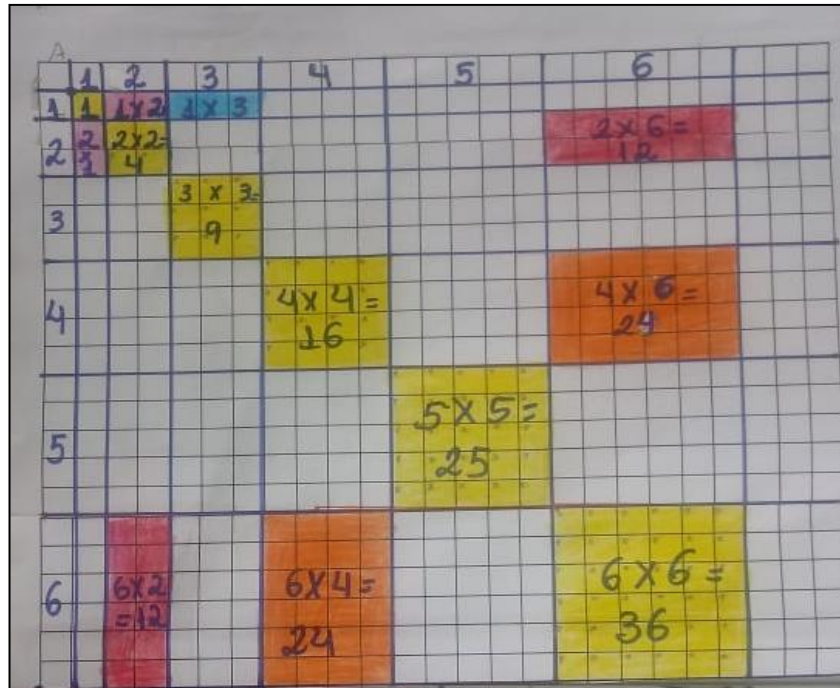 A
1 2 3 4 5 6
1 1 1x2 1x3
2 2x2= 2x6=
4 12
3 3 x 3=
9
4 4x4= 4x6=
16 24
5 5x5=
25
6 6x2 6x4= 6x6=
=12 24 36